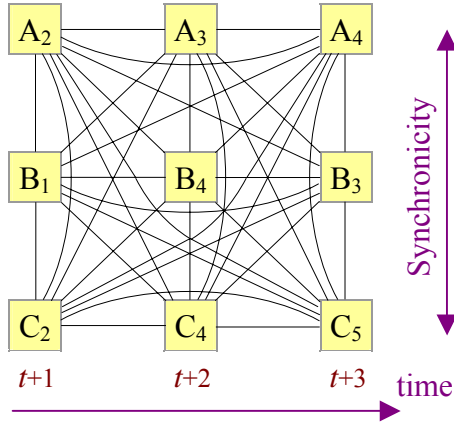 A₂ A₃ A₄
B₁ B₄ B₃
C₂ C₄ C₅
t+1 t+2 t+3
time
Synchronicity